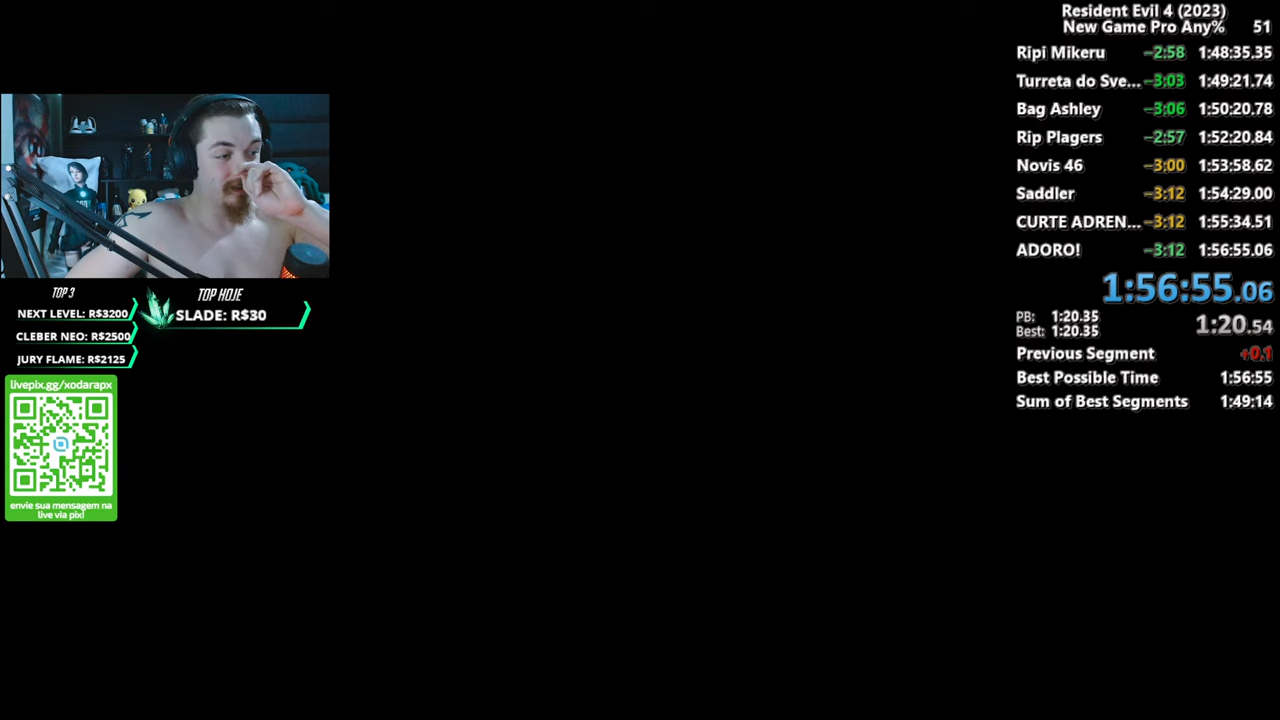 Resident Evil 4 (2023)
New Game Pro Any% 51
Ripi Mikeru -2:58 1:48:35.35
Turreta do Sve... -3:03 1:49:21.74
Bag Ashley -3:06 1:50:20.78
Rip Plagers -2:57 1:52:20.84
Novis 46 -3:00 1:53:58.62
Saddler -3:12 1:54:29.00
CURTE ADREN... -3:12 1:55:34.51
ADORO! -3:12 1:56:55.06
1:56:55.06
PB: 1:20.35
Best: 1:20.35
1:20.54
Previous Segment +0.1
Best Possible Time 1:56:55
Sum of Best Segments 1:49:14
TOP 3
NEXT LEVEL: R$3200
CLEBER NEO: R$2500
JURY FLAME: R$2125
TOP HOJE
SLADE: R$30
livepix.gg/xodarapx
envie sua mensagem na
live via pix!